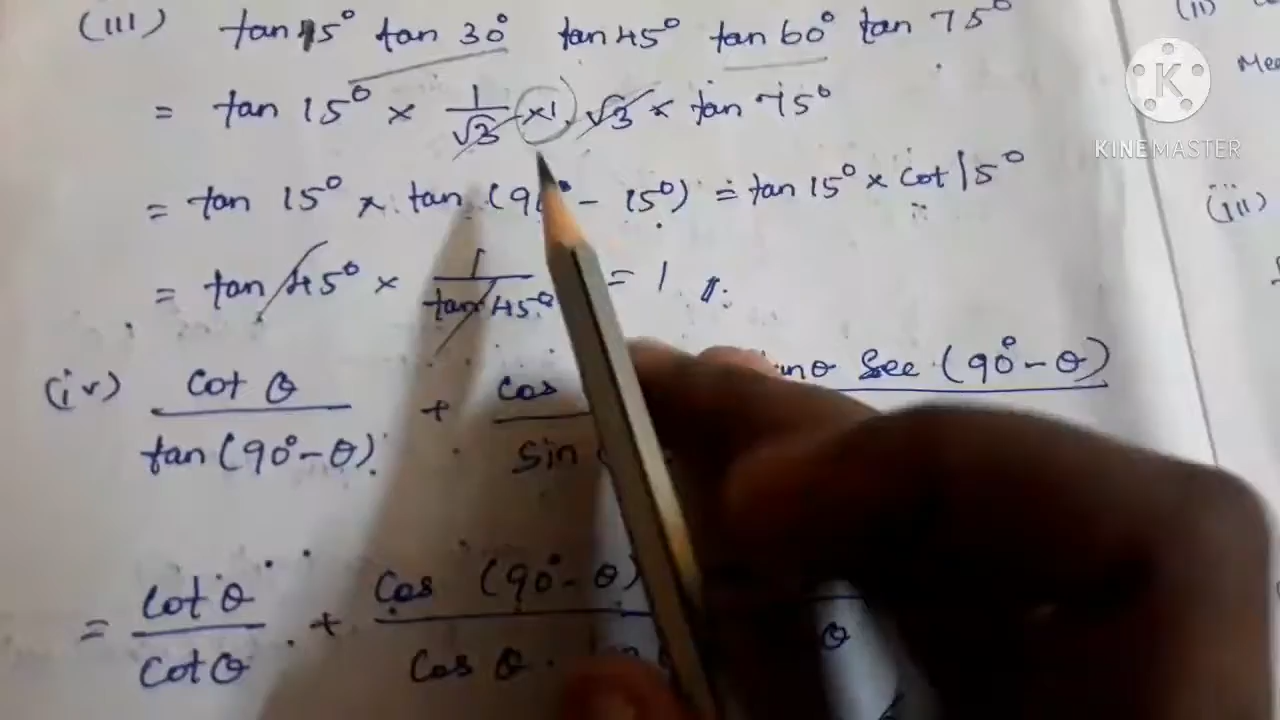 (iii) tan 15° tan 30° tan 45° tan 60° tan 75°
= tan 15° × 1/√3 ×1. √3 × tan 75°
= tan 15° × tan (90° - 15°) = tan 15° × cot 15°
= tan 45° × 1/tan 45° = 1
(iv) cot θ/tan (90° - θ) + cos θ sec (90° - θ)
sin
= cot θ/cot θ + cos (90° - θ)
cos θ . θ
(ii)
(iii)
K
KINEMASTER